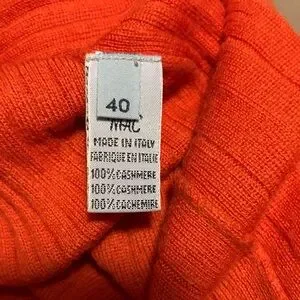 40
MAC
MADE IN ITALY
FABRIQUE EN ITALIE
100% CASHMERE
100% CASHMERE
100% CACHEMIRE